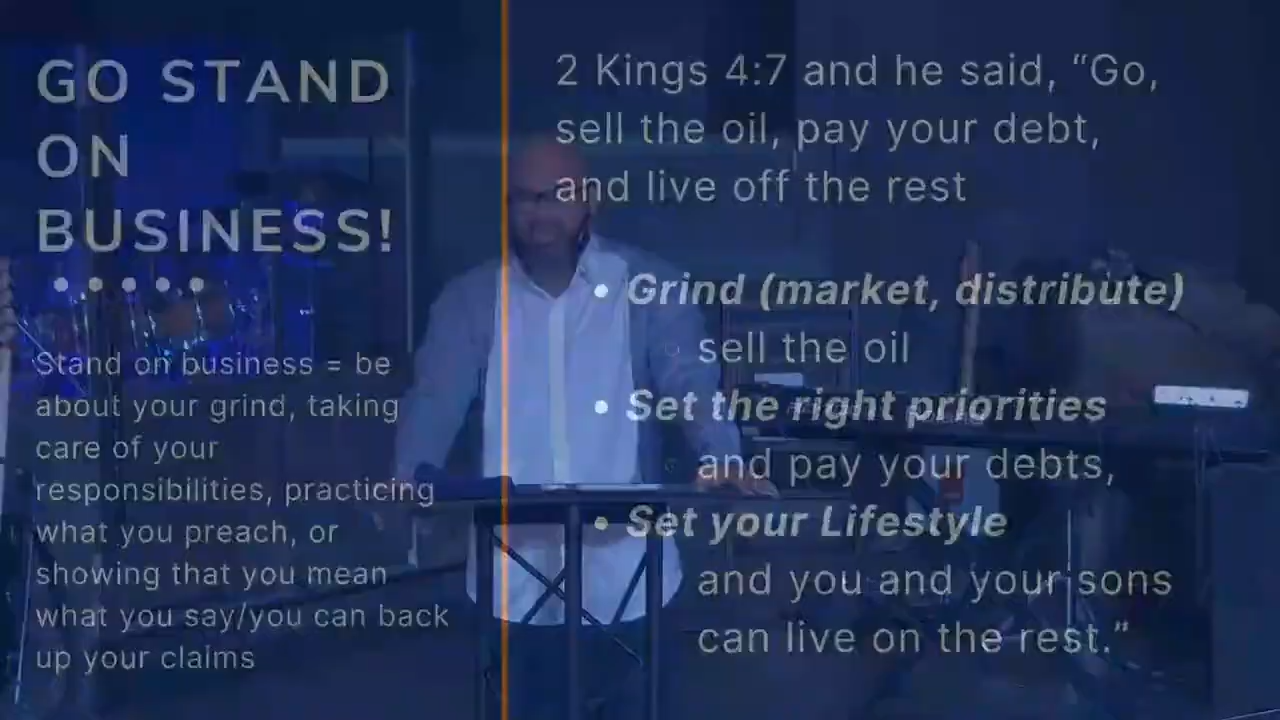 GO STAND
ON
BUSINESS!
Stand on business = be
about your grind, taking
care of your
responsibilities, practicing
what you preach, or
showing that you mean
what you say/you can back
up your claims
2 Kings 4:7 and he said, “Go,
sell the oil, pay your debt,
and live off the rest
• Grind (market, distribute)
○ sell the oil
• Set the right priorities
○ and pay your debts,
• Set your Lifestyle
and you and your sons
can live on the rest.”